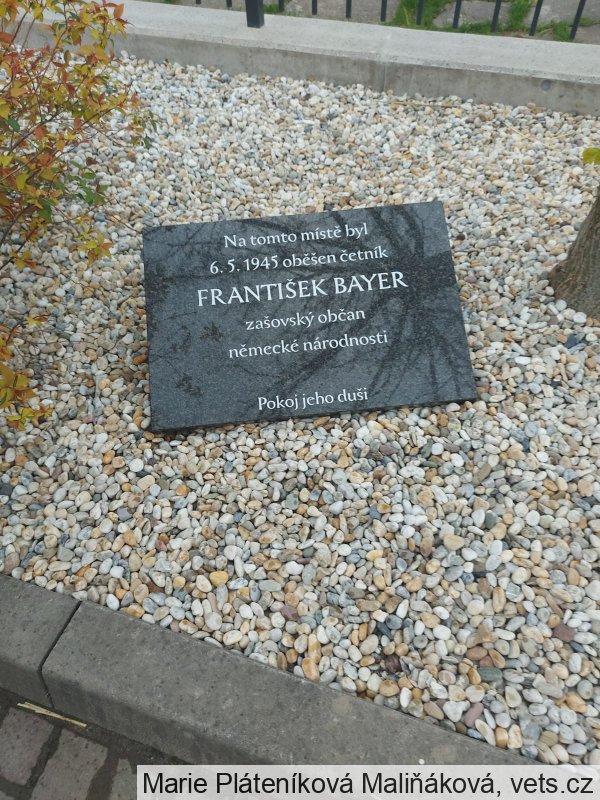 Na tomto místě byl
6. 5. 1945 oběšen četník
FRANTIŠEK BAYER
zašovský občan
německé národnosti
Pokoj jeho duši
Marie Pláteníková Maliňáková, vets.cz